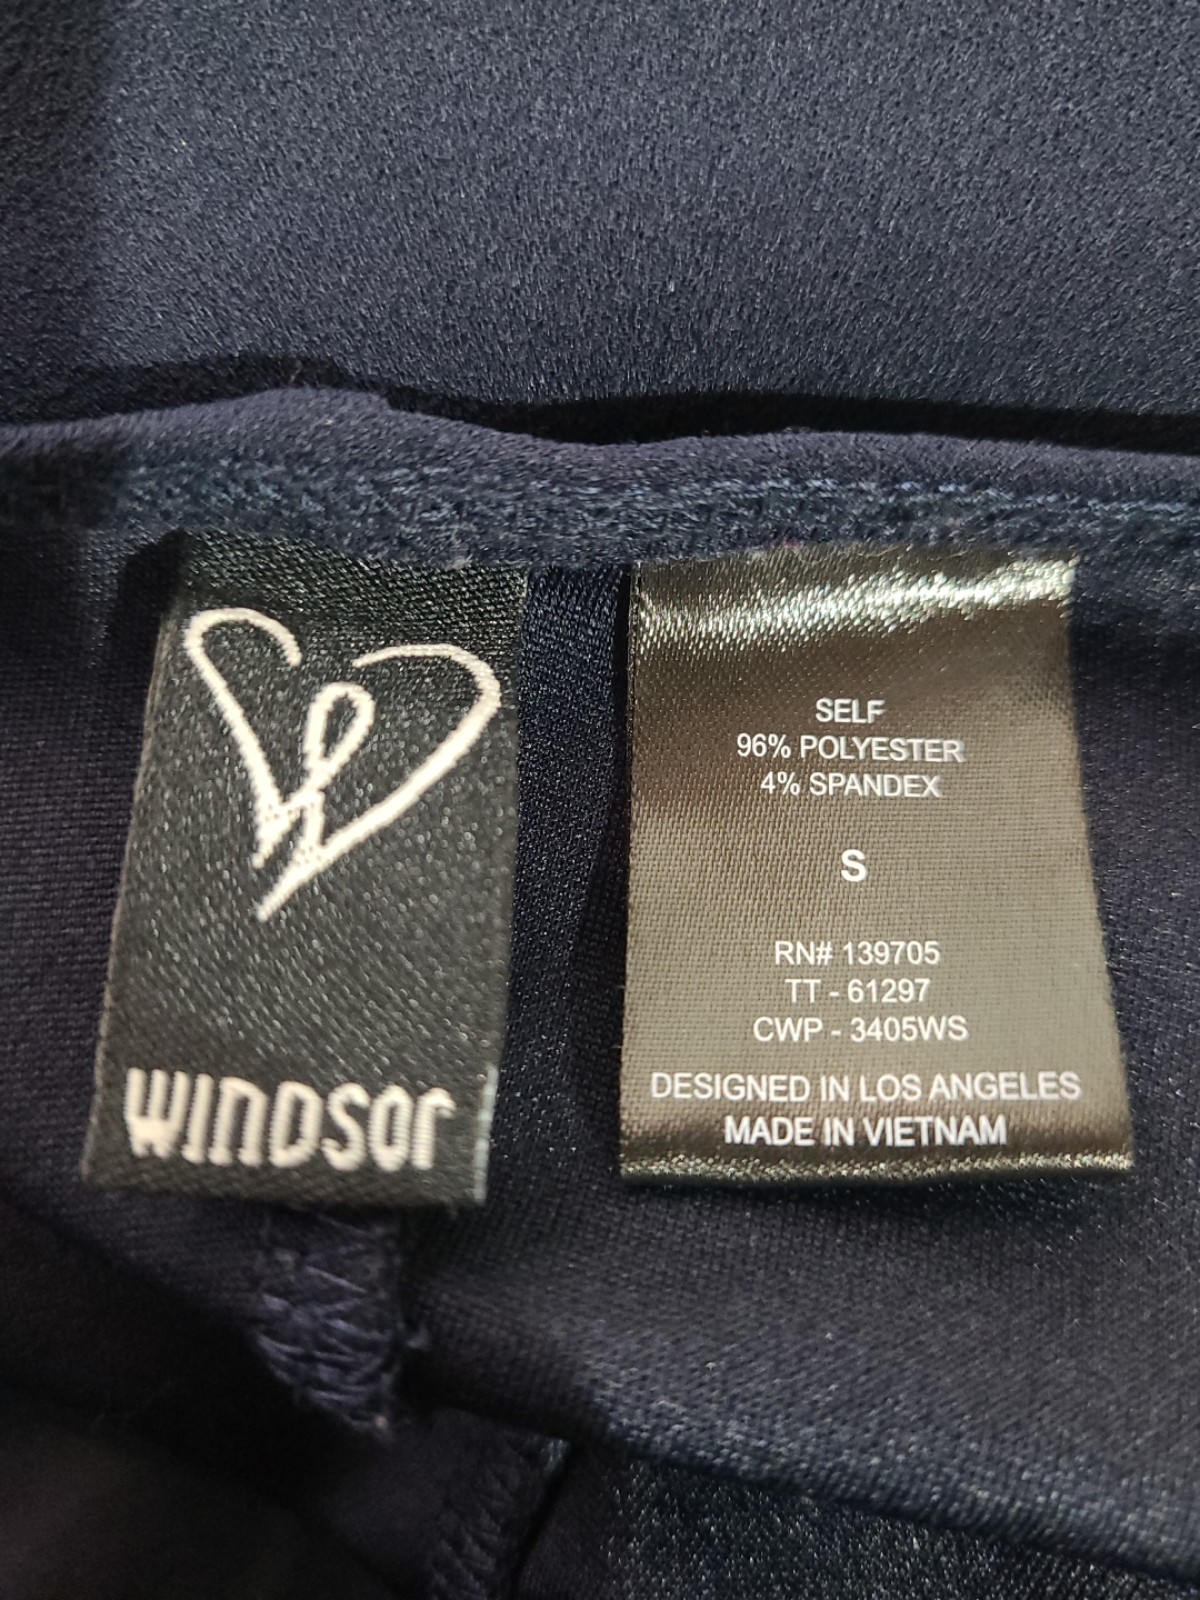 WINDSOR
SELF
96% POLYESTER
4% SPANDEX
S
RN# 139705
TT - 61297
CWP - 3405WS
DESIGNED IN LOS ANGELES
MADE IN VIETNAM